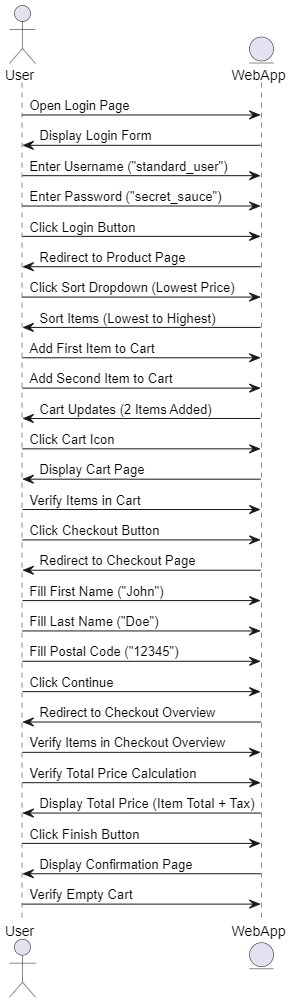 User
WebApp
Open Login Page
Display Login Form
Enter Username ("standard_user")
Enter Password ("secret_sauce")
Click Login Button
Redirect to Product Page
Click Sort Dropdown (Lowest Price)
Sort Items (Lowest to Highest)
Add First Item to Cart
Add Second Item to Cart
Cart Updates (2 Items Added)
Click Cart Icon
Display Cart Page
Verify Items in Cart
Click Checkout Button
Redirect to Checkout Page
Fill First Name ("John")
Fill Last Name ("Doe")
Fill Postal Code ("12345")
Click Continue
Redirect to Checkout Overview
Verify Items in Checkout Overview
Verify Total Price Calculation
Display Total Price (Item Total + Tax)
Click Finish Button
Display Confirmation Page
Verify Empty Cart
User
WebApp